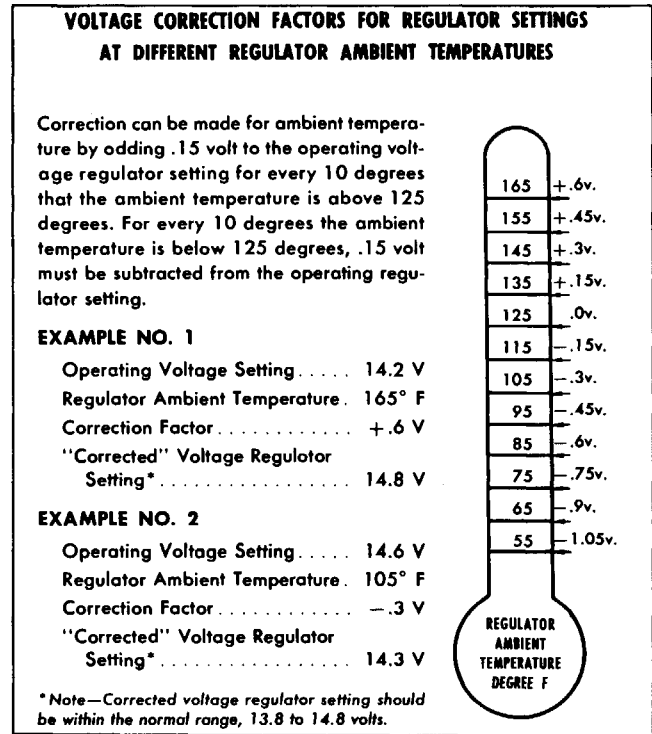 VOLTAGE CORRECTION FACTORS FOR REGULATOR SETTINGS
AT DIFFERENT REGULATOR AMBIENT TEMPERATURES
Correction can be made for ambient tempera-
ture by odding .15 volt to the operating volt-
age regulator setting for every 10 degrees
that the ambient temperature is above 125
degrees. For every 10 degrees the ambient
temperature is below 125 degrees, .15 volt
must be subtracted from the operating regu-
lator setting.
EXAMPLE NO. 1
Operating Voltage Setting..... 14.2 V
Regulator Ambient Temperature. 165° F
Correction Factor............ +.6 V
"Corrected" Voltage Regulotor
Setting*................. 14.8 V
EXAMPLE NO. 2
Operating Voltage Setting..... 14.6 V
Regulator Ambient Temperature. 105° F
Correction Factor............ −.3 V
"Corrected" Voltage Regulator
Setting*................. 14.3 V
*Note—Corrected voltage regulator setting should
be within the normal range, 13.8 to 14.8 volts.
165 +.6v.
155 +.45v.
145 +.3v.
135 +.15v.
125 .0v.
115 −.15v.
105 −.3v.
95 −.45v.
85 −.6v.
75 −.75v.
65 −.9v.
55 −1.05v.
REGULATOR
AMBIENT
TEMPERATURE
DEGREE F